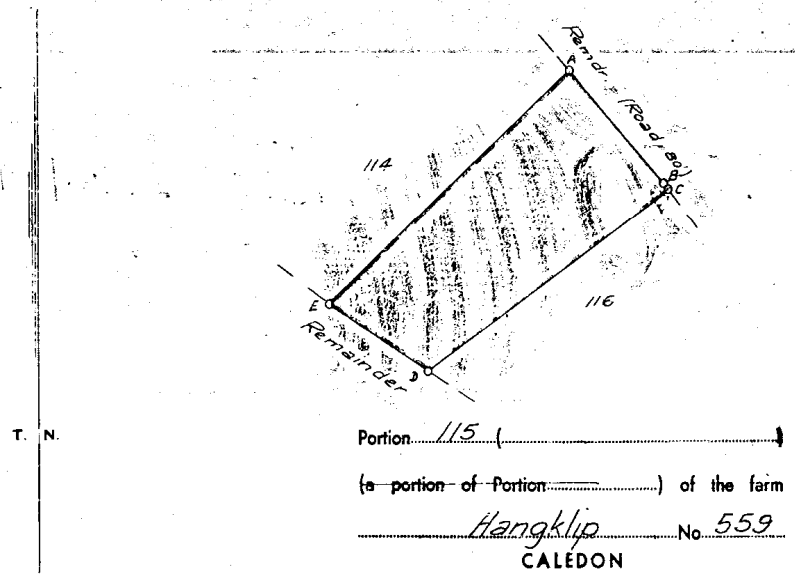 Remdr. (Road, 80')
A
B
C
114
116
E
D
Remainder
T. N.
Portion 115 (
(a portion of Portion ) of the farm
Hangklip No 559
CALEDON